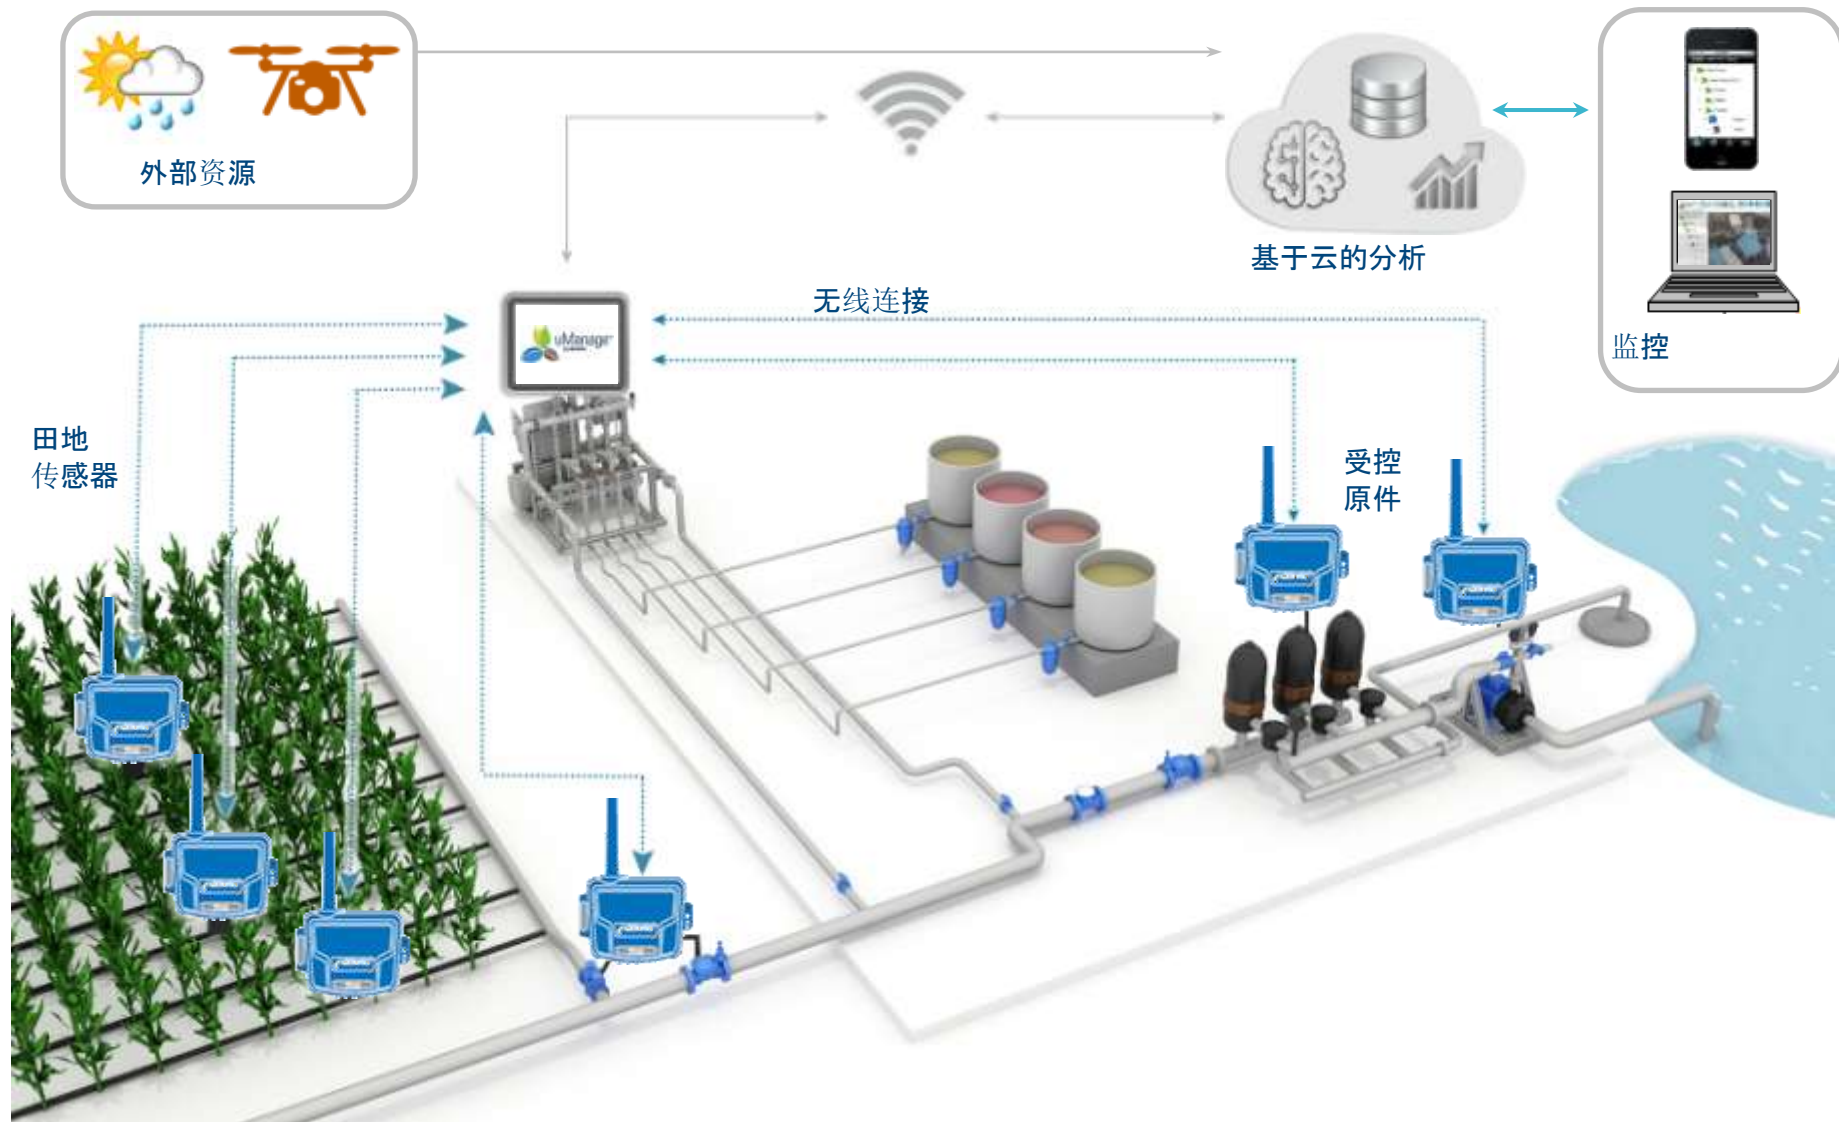 外部资源
基于云的分析
无线连接
监控
uManage
田地
传感器
受控
原件